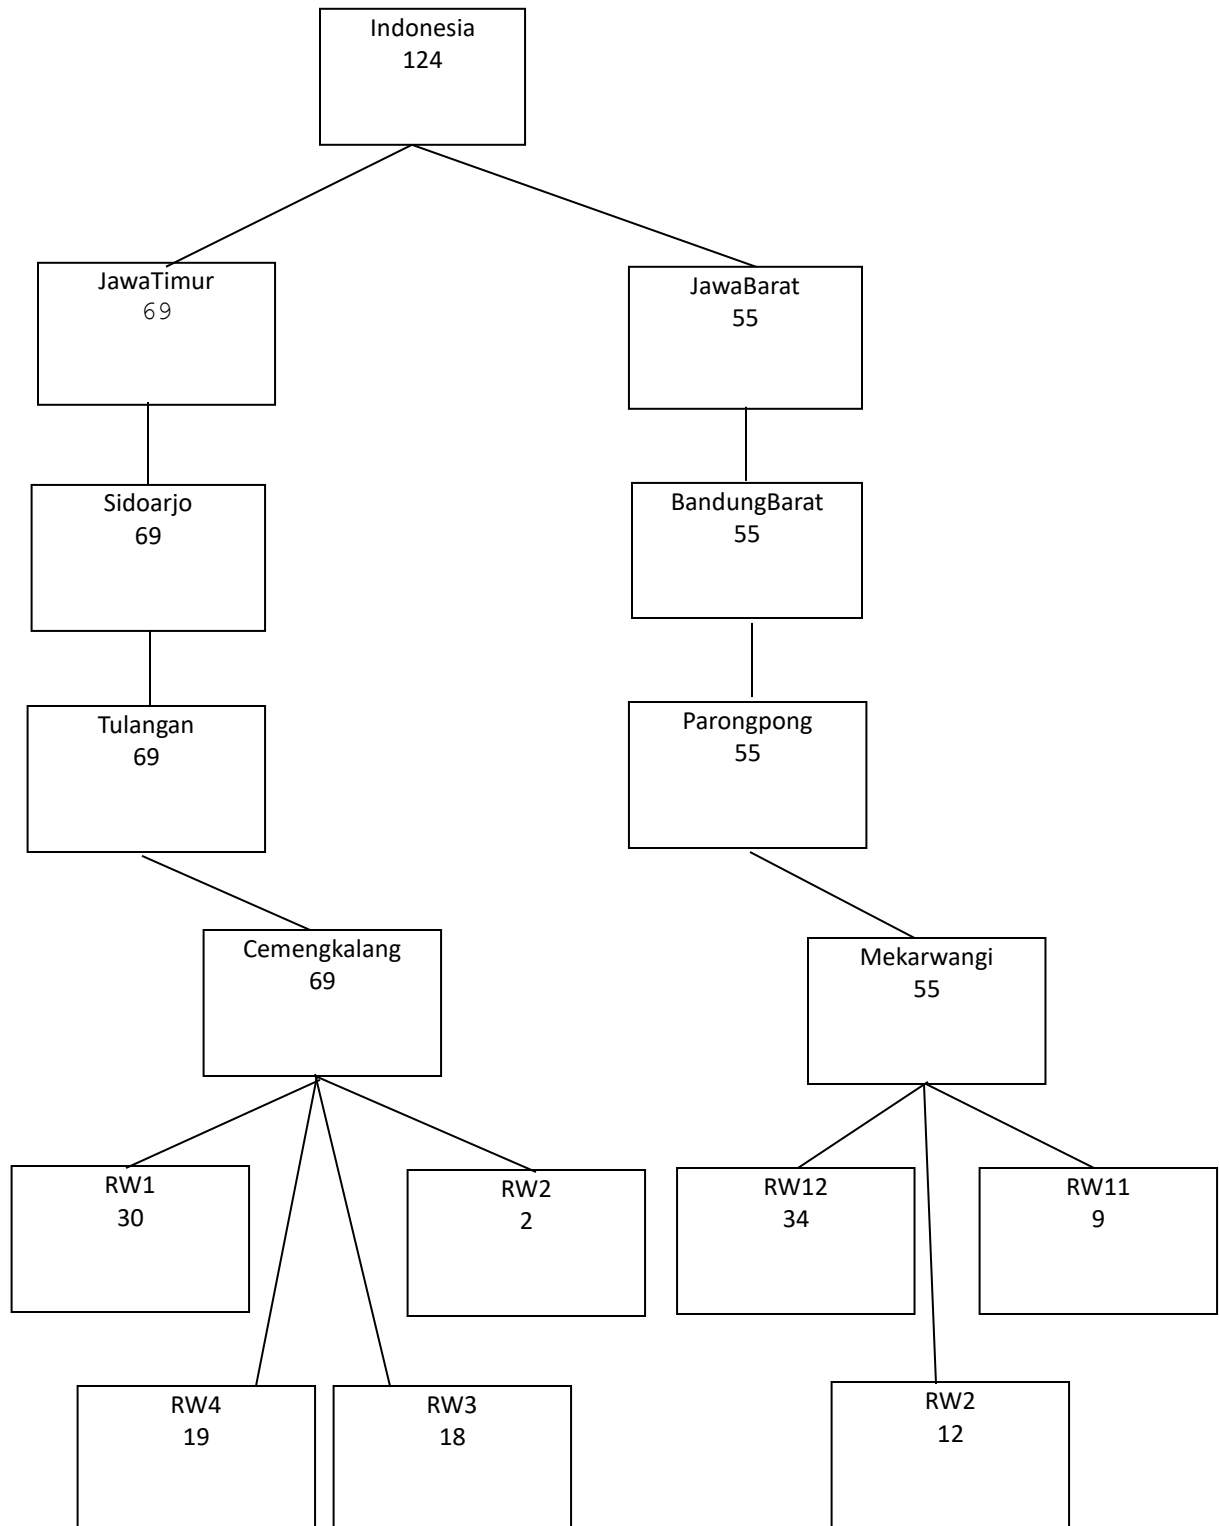 Indonesia
124
JawaTimur
69
JawaBarat
55
Sidoarjo
69
BandungBarat
55
Tulangan
69
Parongpong
55
Cemengkalang
69
Mekarwangi
55
RW1
30
RW2
2
RW12
34
RW11
9
RW4
19
RW3
18
RW2
12